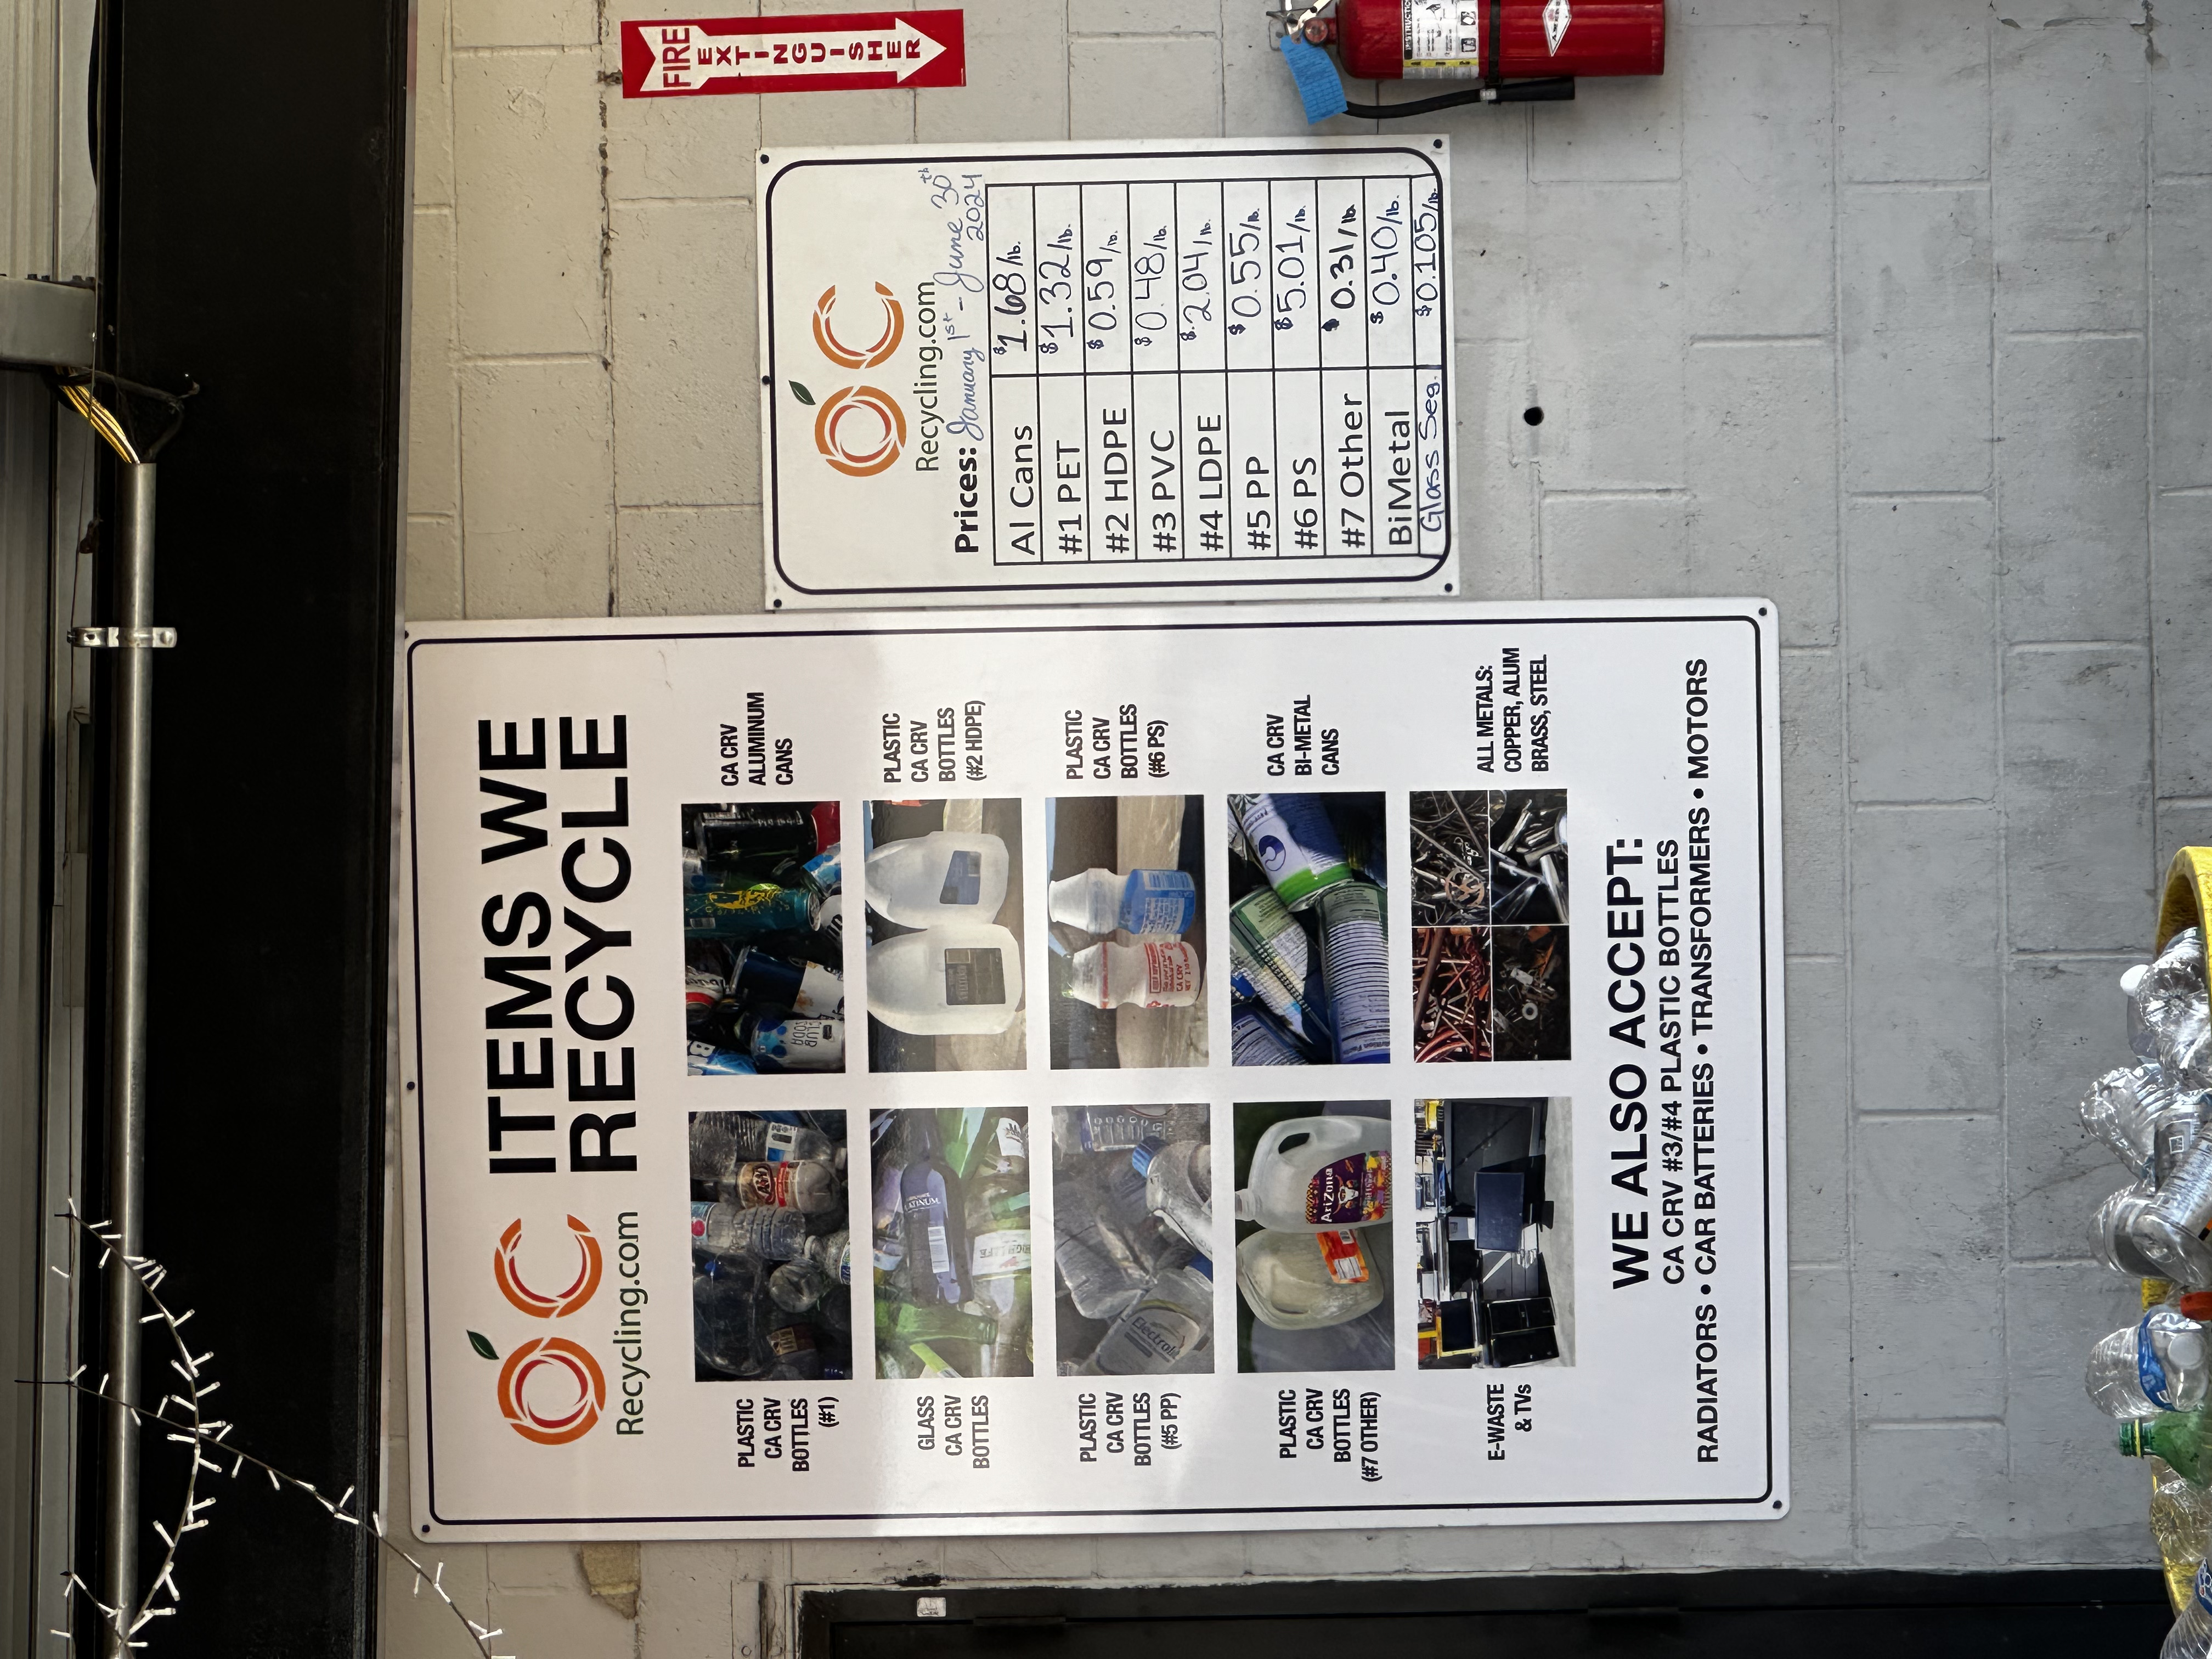 OC
Recycling.com
ITEMS WE
RECYCLE
PLASTIC
CA CRV
BOTTLES
(#1)
A&W
CLUB
SODA
CA CRV
ALUMINUM
CANS
GLASS
CA CRV
BOTTLES
PLASTIC
CA CRV
BOTTLES
(#2 HDPE)
PLASTIC
CA CRV
BOTTLES
(#5 PP)
PLASTIC
CA CRV
BOTTLES
(#6 PS)
CA CRV
PLASTIC
CA CRV
BOTTLES
(#7 OTHER)
AriZona
CA CRV
BI-METAL
CANS
E-WASTE
& TVs
ALL METALS:
COPPER, ALUM
BRASS, STEEL
WE ALSO ACCEPT:
CA CRV #3/#4 PLASTIC BOTTLES
RADIATORS • CAR BATTERIES • TRANSFORMERS • MOTORS
OC
Recycling.com
Prices: January 1st - June 30th
2024
Al Cans $1.68/lb.
#1 PET $1.32/lb.
#2 HDPE $0.59/lb.
#3 PVC $0.48/lb.
#4 LDPE $2.04/lb.
#5 PP $0.55/lb.
#6 PS $5.01/lb.
#7 Other $0.31/lb
BiMetal $0.40/lb.
Glass Seg. $0.105/lb.
FIRE
EXTINGUISHER